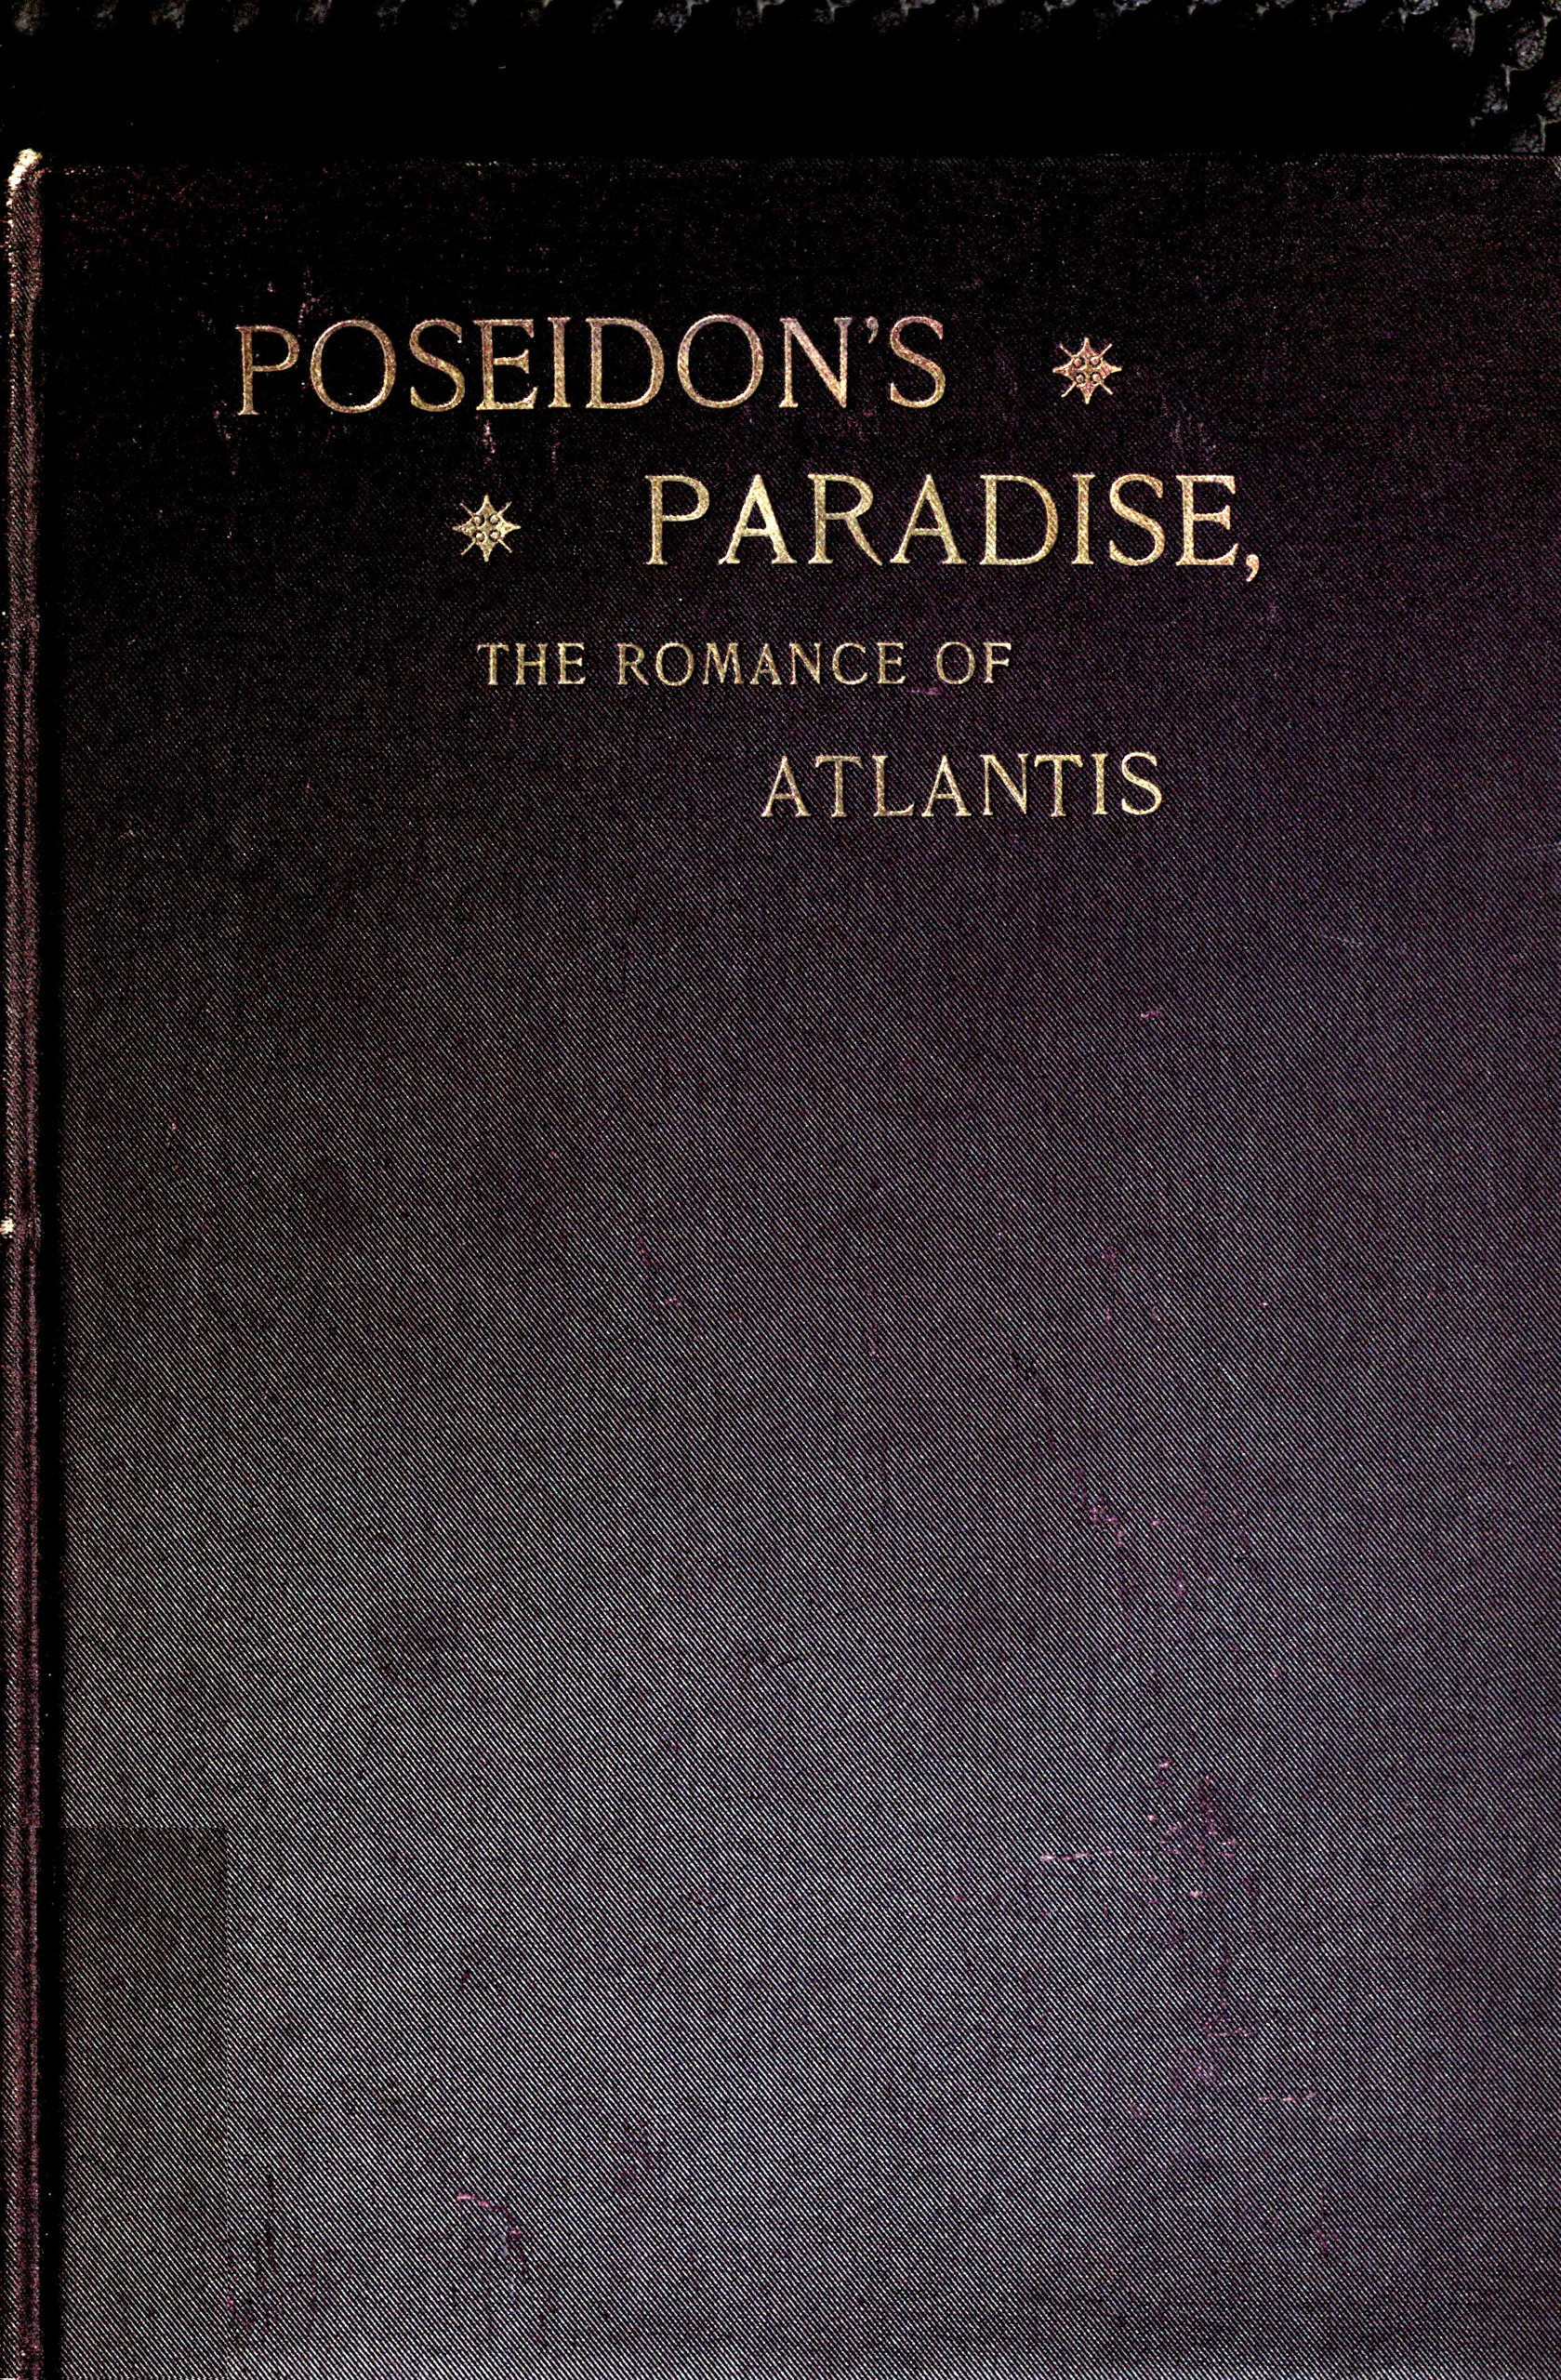 POSEIDON'S
PARADISE,
THE ROMANCE OF
ATLANTIS